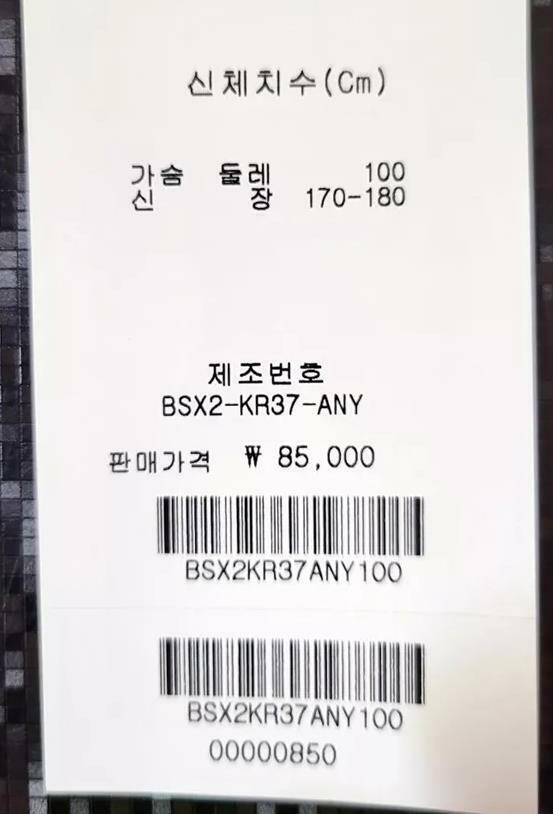 신체치수(Cm)
가슴 둘레 100
신 장 170-180
제조번호
BSX2-KR37-ANY
판매가격 ₩ 85,000
BSX2KR37ANY100
BSX2KR37ANY100
00000850